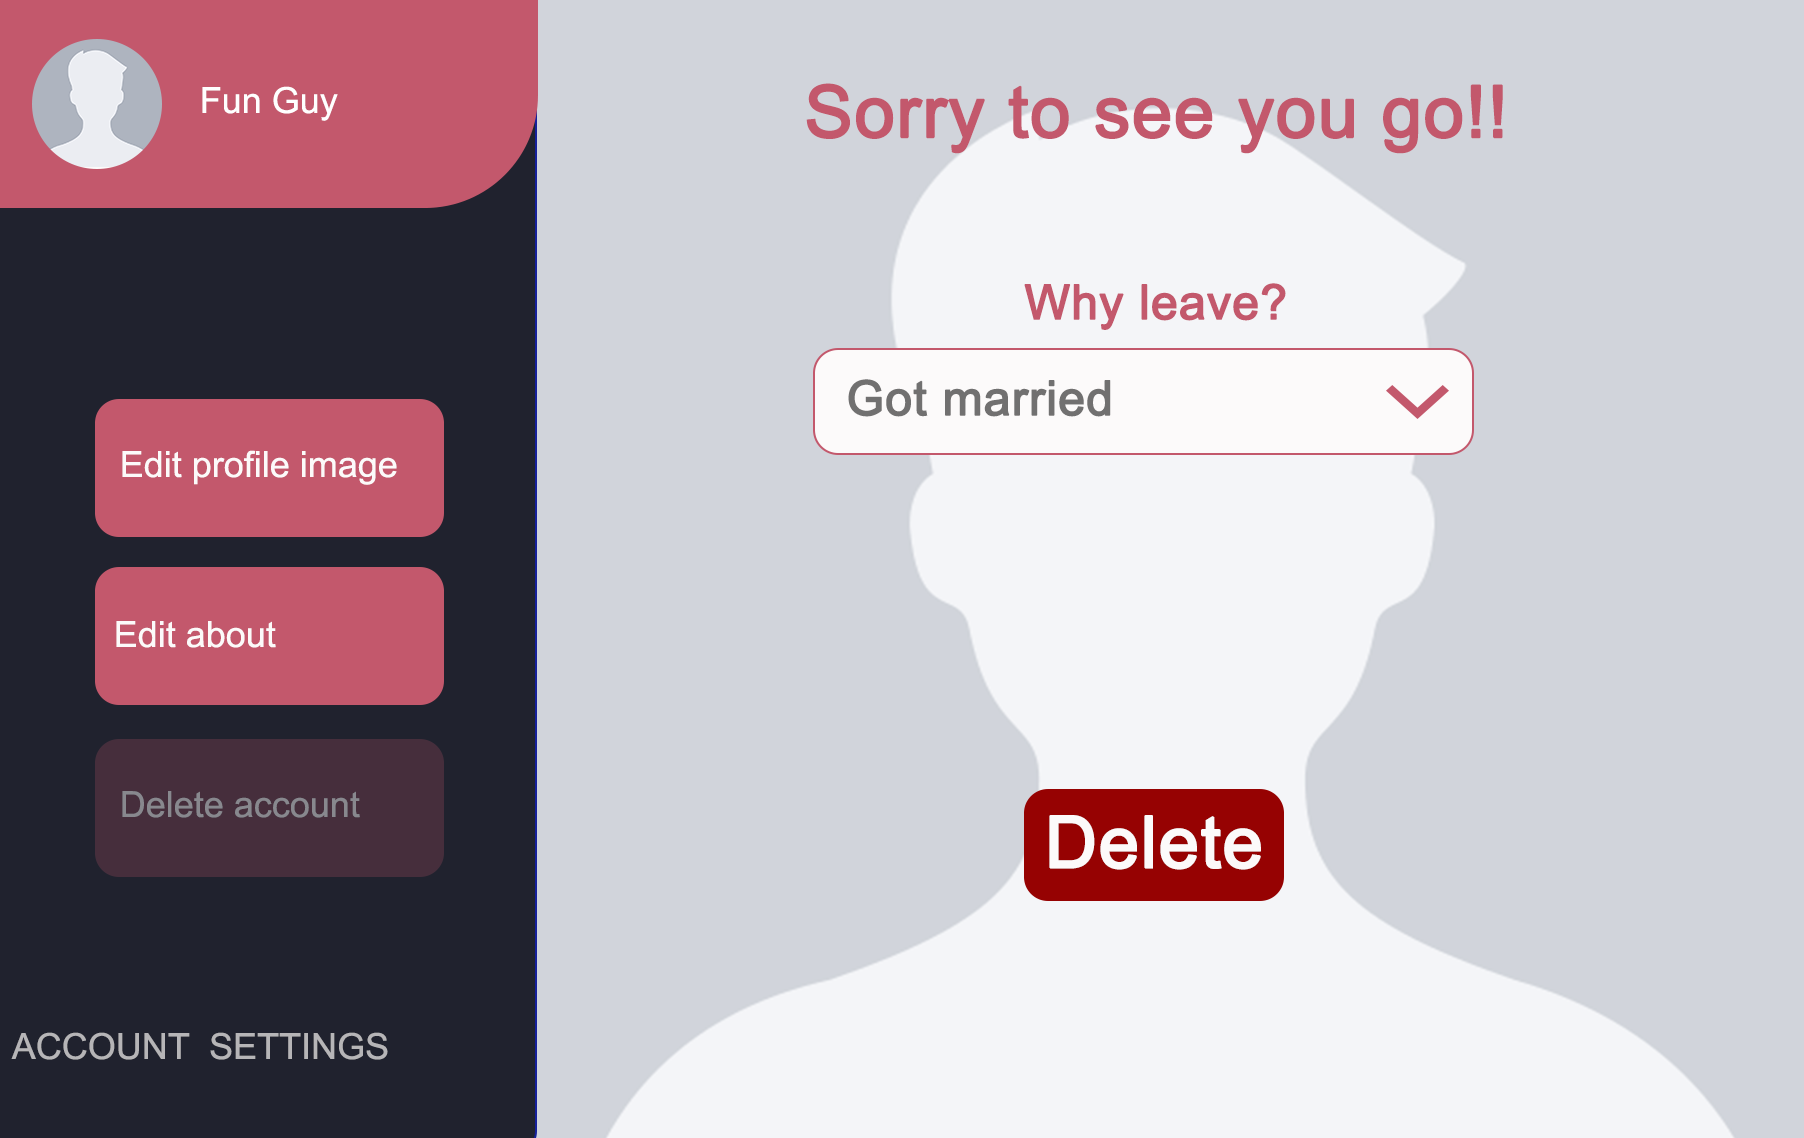 Fun Guy
Edit profile image
Edit about
Delete account
ACCOUNT SETTINGS
Sorry to see you go!!
Why leave?
Got married
Delete